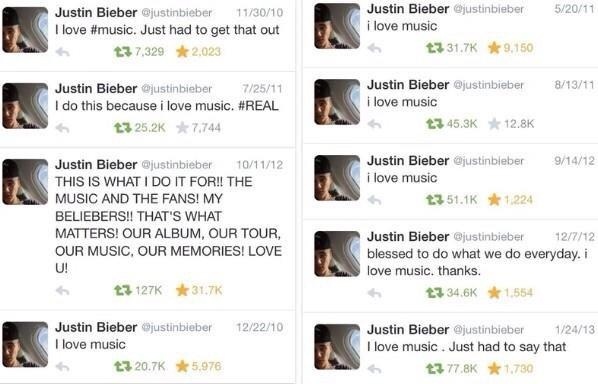 Justin Bieber @justinbieber 11/30/10
I love #music. Just had to get that out
7,329 2,023
Justin Bieber @justinbieber 7/25/11
I do this because i love music. #REAL
25.2K 7,744
Justin Bieber @justinbieber 10/11/12
THIS IS WHAT I DO IT FOR!! THE
MUSIC AND THE FANS! MY
BELIEBERS!! THAT'S WHAT
MATTERS! OUR ALBUM, OUR TOUR,
OUR MUSIC, OUR MEMORIES! LOVE
U!
127K 31.7K
Justin Bieber @justinbieber 12/22/10
I love music
20.7K 5,976
Justin Bieber @justinbieber 5/20/11
i love music
31.7K 9,150
Justin Bieber @justinbieber 8/13/11
i love music
45.3K 12.8K
Justin Bieber @justinbieber 9/14/12
i love music
51.1K 1,224
Justin Bieber @justinbieber 12/7/12
blessed to do what we do everyday. i
love music. thanks.
34.6K 1,554
Justin Bieber @justinbieber 1/24/13
I love music . Just had to say that
77.8K 1,730